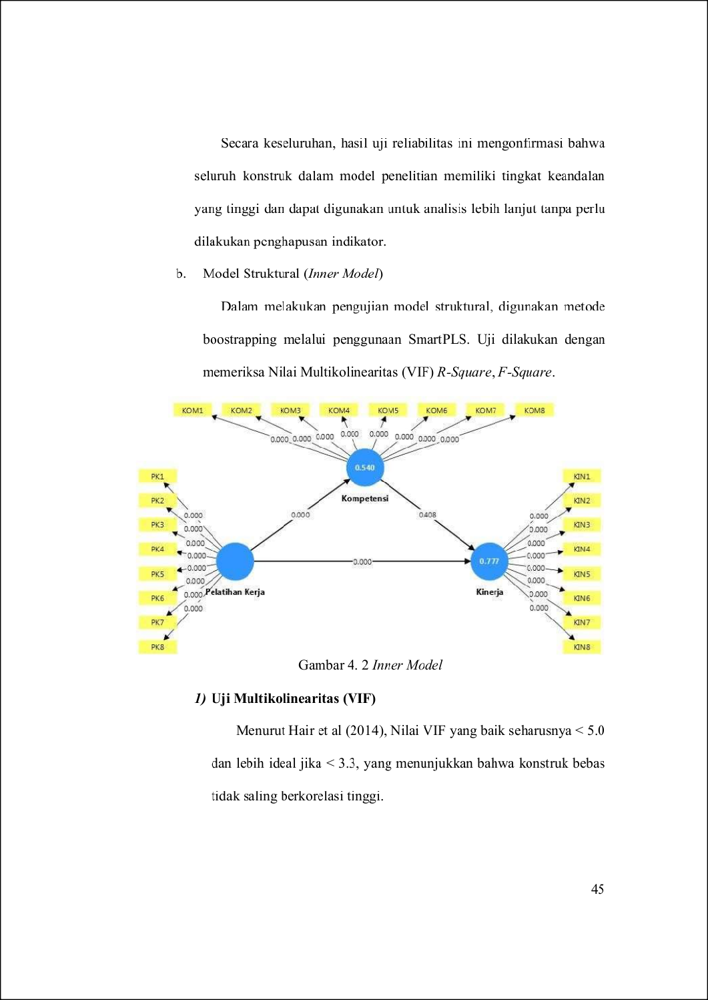 Secara keseluruhan, hasil uji reliabilitas ini mengonfirmasi bahwa
seluruh konstruk dalam model penelitian memiliki tingkat keandalan
yang tinggi dan dapat digunakan untuk analisis lebih lanjut tanpa perlu
dilakukan penghapusan indikator.
b. Model Struktural (Inner Model)
Dalam melakukan pengujian model struktural, digunakan metode
boostrapping melalui penggunaan SmartPLS. Uji dilakukan dengan
memeriksa Nilai Multikolinearitas (VIF) R-Square, F-Square.
KOM1 KOM2 KOM3 KOM4 KOM5 KOM6 KOM7 KOM8
0.000 0.000 0.000 0.000 0.000 0.000 0.000 0.000
0.540
Kompetensi
0.000 0.408
PK1
PK2
PK3
PK4
PK5
PK6
PK7
PK8
0.000
0.000
0.000
0.000
0.000
0.000
0.000
0.000
Pelatihan Kerja
0.000
0.777
Kinerja
0.000
0.000
0.000
0.000
0.000
0.000
0.000
0.000
KIN1
KIN2
KIN3
KIN4
KIN5
KIN6
KIN7
KIN8
Gambar 4. 2 Inner Model
1) Uji Multikolinearitas (VIF)
Menurut Hair et al (2014), Nilai VIF yang baik seharusnya < 5.0
dan lebih ideal jika < 3.3, yang menunjukkan bahwa konstruk bebas
tidak saling berkorelasi tinggi.
45